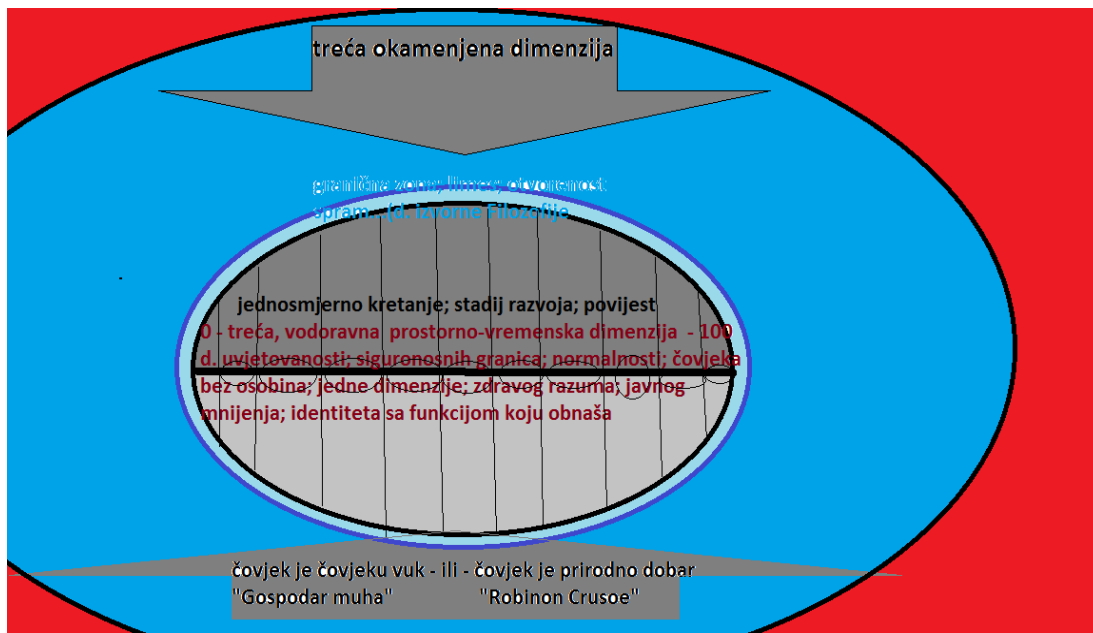 treća okamenjena dimenzija
granična zona; limes; otvorenost
spram...(d. izvorne Filozofije
jednosmjerno kretanje; stadij razvoja; povijest
0 - treća, vodoravna prostorno-vremenska dimenzija - 100
d. uvjetovanosti; siguronosnih granica; normalnosti; čovjeka
bez osobina; jedne dimenzije; zdravog razuma; javnog
mnijenja; identiteta sa funkcijom koju obnaša
čovjek je čovjeku vuk - ili - čovjek je prirodno dobar
"Gospodar muha" "Robinon Crusoe"